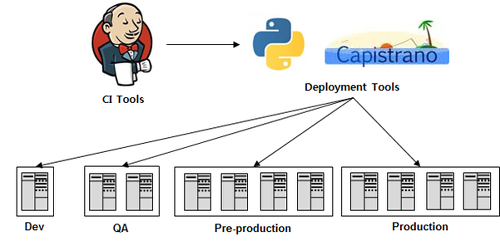 Capistrano
CI Tools
Deployment Tools
Dev
QA
Pre-production
Production